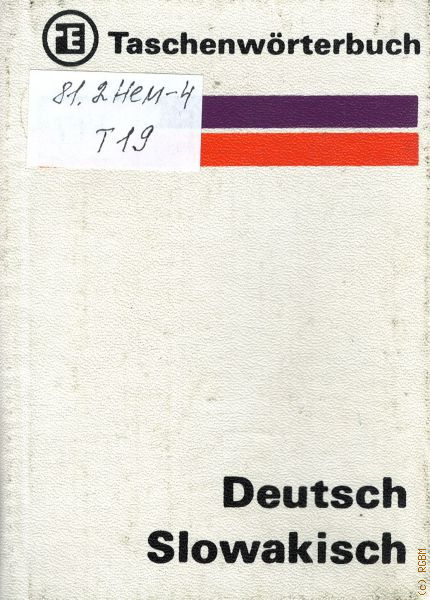 Taschenwörterbuch
81.2Нем-4
Т19
Deutsch
Slowakisch
(c) RGBM